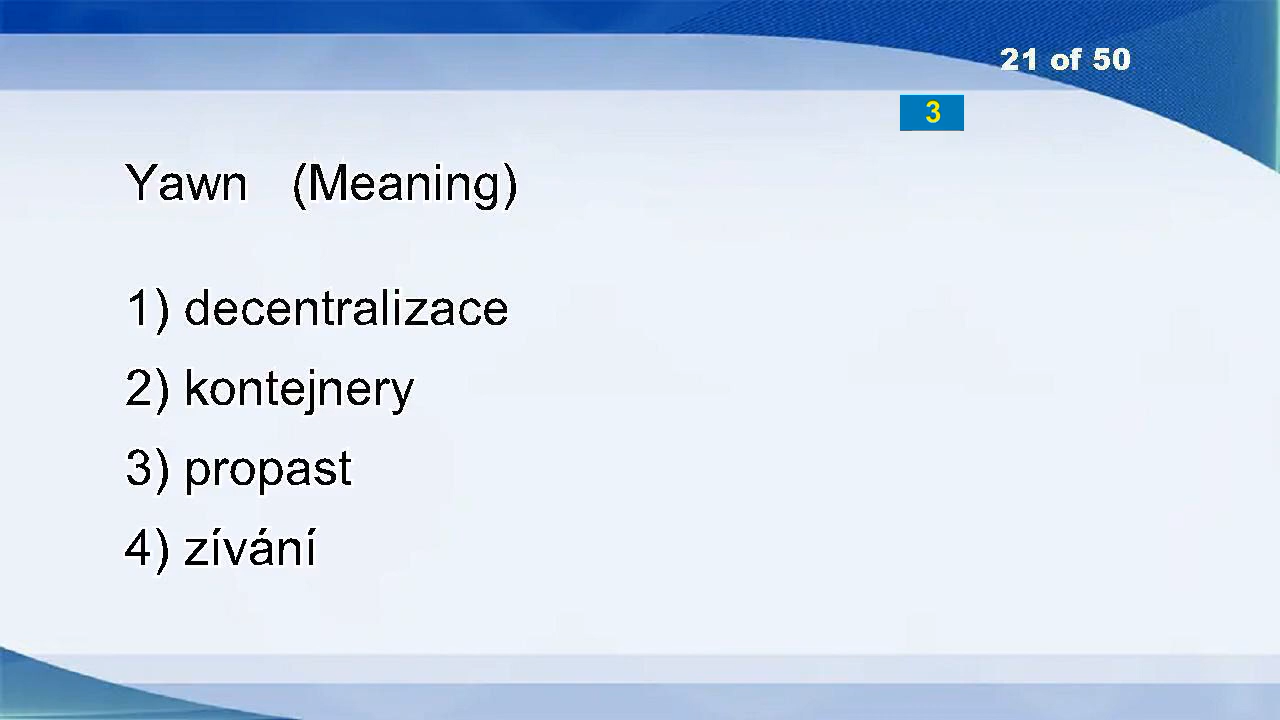 21 of 50
3
Yawn (Meaning)
1) decentralizace
2) kontejnery
3) propast
4) zívání